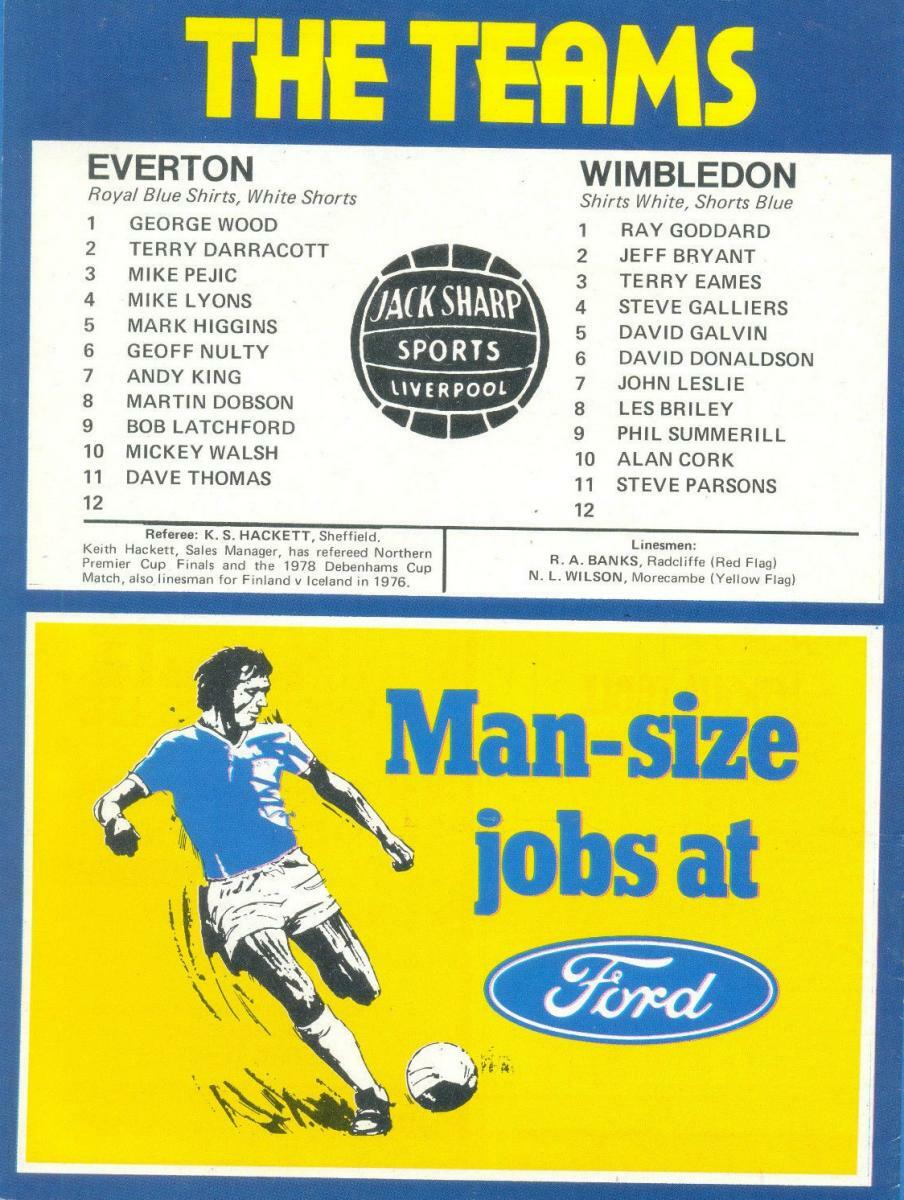 THE TEAMS
EVERTON
Royal Blue Shirts, White Shorts
1 GEORGE WOOD
2 TERRY DARRACOTT
3 MIKE PEJIC
4 MIKE LYONS
5 MARK HIGGINS
6 GEOFF NULTY
7 ANDY KING
8 MARTIN DOBSON
9 BOB LATCHFORD
10 MICKEY WALSH
11 DAVE THOMAS
12
JACK SHARP
SPORTS
LIVERPOOL
WIMBLEDON
Shirts White, Shorts Blue
1 RAY GODDARD
2 JEFF BRYANT
3 TERRY EAMES
4 STEVE GALLIERS
5 DAVID GALVIN
6 DAVID DONALDSON
7 JOHN LESLIE
8 LES BRILEY
9 PHIL SUMMERILL
10 ALAN CORK
11 STEVE PARSONS
12
Referee: K. S. HACKETT, Sheffield.
Keith Hackett, Sales Manager, has refereed Northern
Premier Cup Finals and the 1978 Debenhams Cup
Match, also linesman for Finland v Iceland in 1976.
Linesmen:
R. A. BANKS, Radcliffe (Red Flag)
N. L. WILSON, Morecambe (Yellow Flag)
Man-size
jobs at
Ford